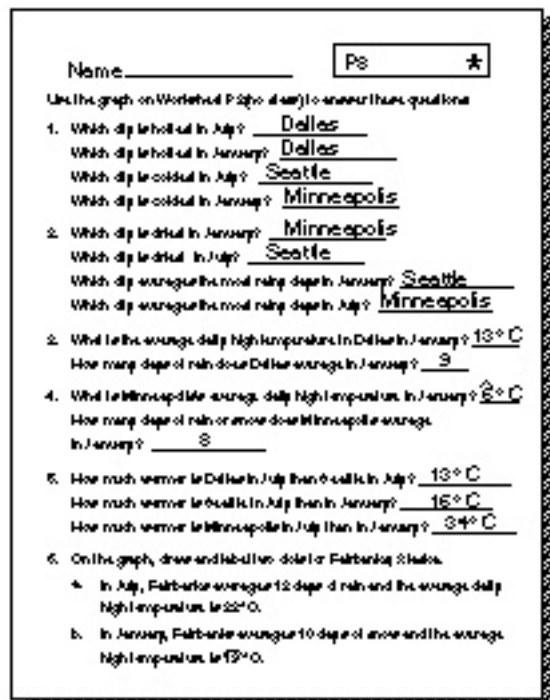 Name
P3 *
Use the graph on Worksheet P2 to answer these questions
1. Which city is hottest in July? Dallas
Which city is hottest in January? Dallas
Which city is coldest in July? Seattle
Which city is coldest in January? Minneapolis
2. Which city is driest in January? Minneapolis
Which city is driest in July? Seattle
Which city averages the most rainy days in January? Seattle
Which city averages the most rainy days in July? Minneapolis
3. What is the average daily high temperature in Dallas in January? 13° C
How many days of rain does Dallas average in January? 9
4. What is Minneapolis's average daily high temperature in January? °C
How many days of rain or snow does Minneapolis average
in January? 8
5. How much warmer is Dallas in July than Seattle in July? 13° C
How much warmer is Seattle in July than in January? 16° C
How much warmer is Minneapolis in July than in January? 34° C
6. On the graph, draw and label two dots for Fairbanks, Alaska.
a. In July, Fairbanks averages 12 days of rain and the average daily
high temperature is 22°C.
b. In January, Fairbanks averages 10 days of snow and the average
high temperature is